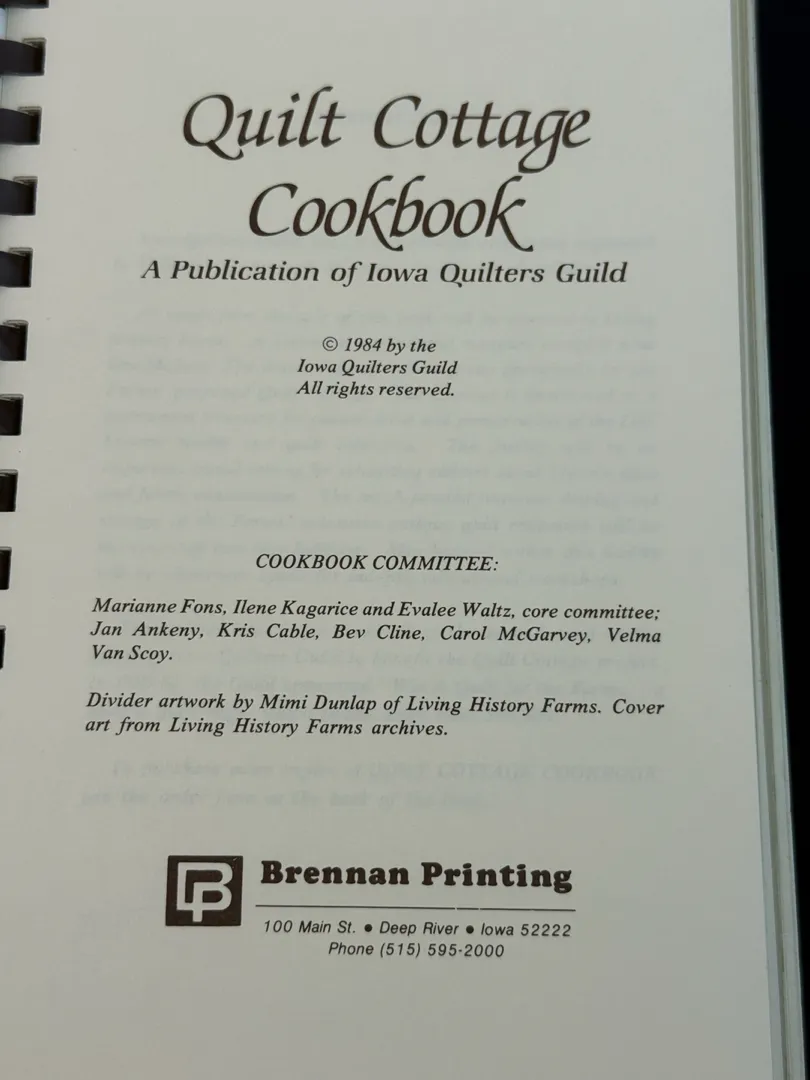 Quilt Cottage
Cookbook
A Publication of Iowa Quilters Guild
© 1984 by the
Iowa Quilters Guild
All rights reserved.
COOKBOOK COMMITTEE:
Marianne Fons, Ilene Kagarice and Evalee Waltz, core committee;
Jan Ankeny, Kris Cable, Bev Cline, Carol McGarvey, Velma
Van Scoy.
Divider artwork by Mimi Dunlap of Living History Farms. Cover
art from Living History Farms archives.
BP Brennan Printing
100 Main St. • Deep River • Iowa 52222
Phone (515) 595-2000